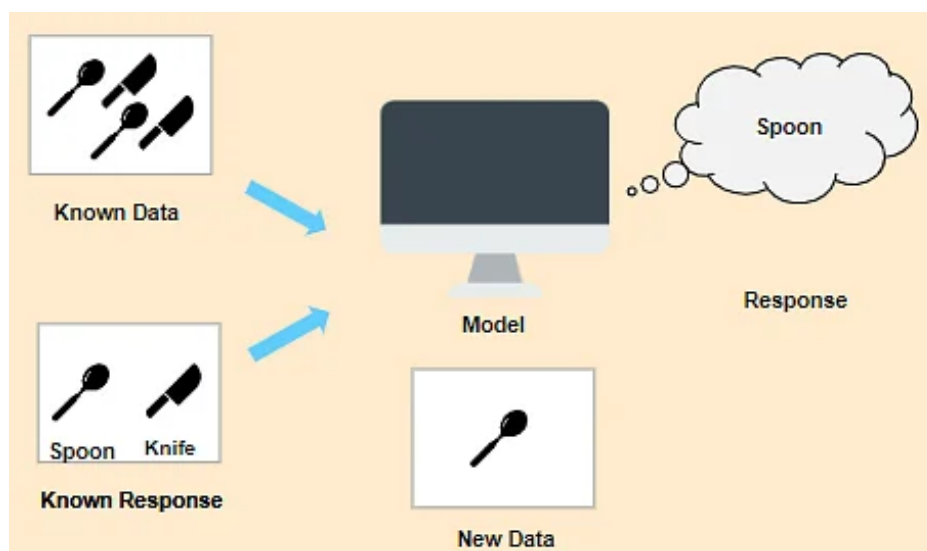 Known Data
Spoon
Knife
Known Response
Model
New Data
Spoon
Response